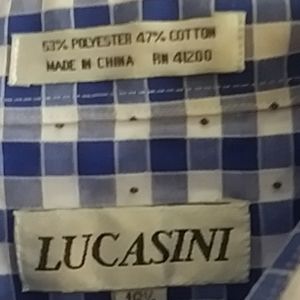 53% POLYESTER 47% COTTON
MADE IN CHINA RN 41200
LUCASINI